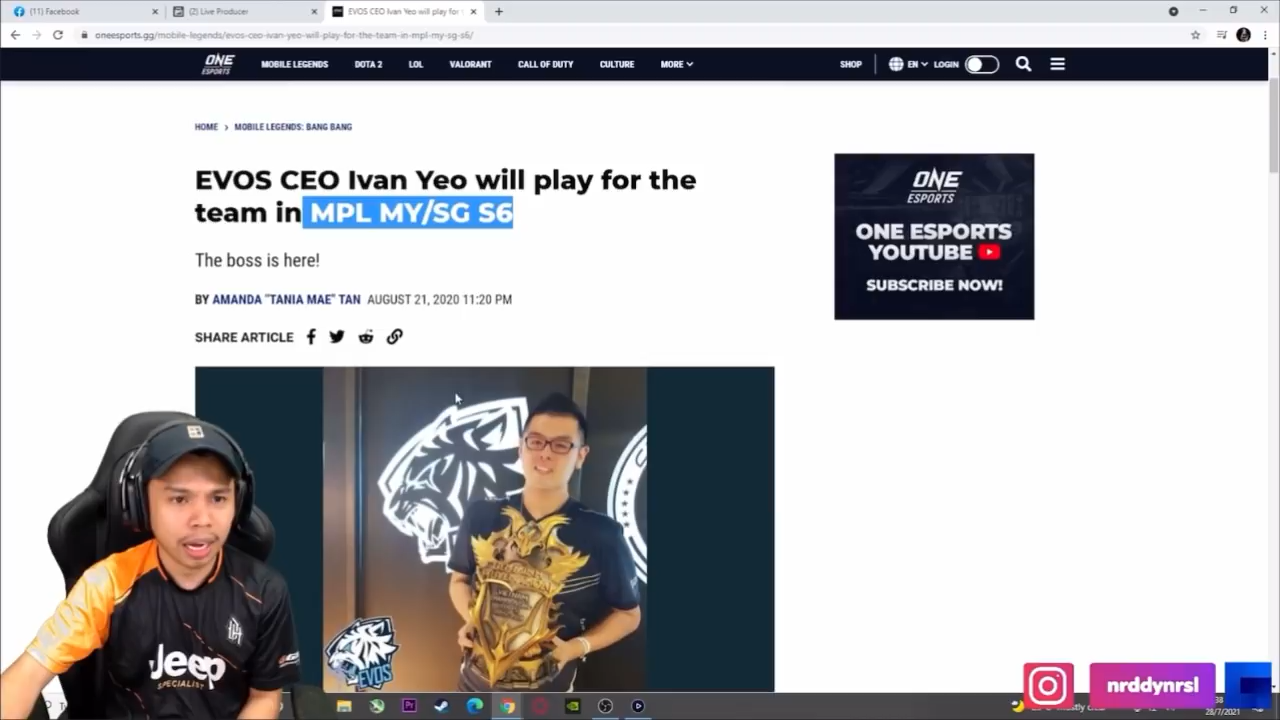 (11) Facebook
(2) Live Producer
EVOS CEO Ivan Yeo will play for
oneesports.gg/mobile-legends/evos-ceo-ivan-yeo-will-play-for-the-team-in-mpl-my-sg-s6/
ONE
ESPORTS
MOBILE LEGENDS
DOTA 2
LOL
VALORANT
CALL OF DUTY
CULTURE
MORE
SHOP
EN
LOGIN
HOME > MOBILE LEGENDS: BANG BANG
EVOS CEO Ivan Yeo will play for the
team in MPL MY/SG S6
The boss is here!
BY AMANDA "TANIA MAE" TAN AUGUST 21, 2020 11:20 PM
SHARE ARTICLE
ONE
ESPORTS
ONE ESPORTS
YOUTUBE
SUBSCRIBE NOW!
EVOS
Jeep
SPECIALIST
nrddynrsl
28/7/2021